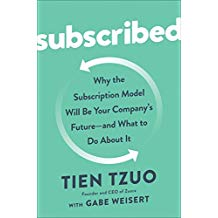 subscribed
Why the
Subscription Model
Will Be Your Company's
Future—and What to
Do About It
TIEN TZUO
Founder and CEO of Zuora
WITH GABE WEISERT